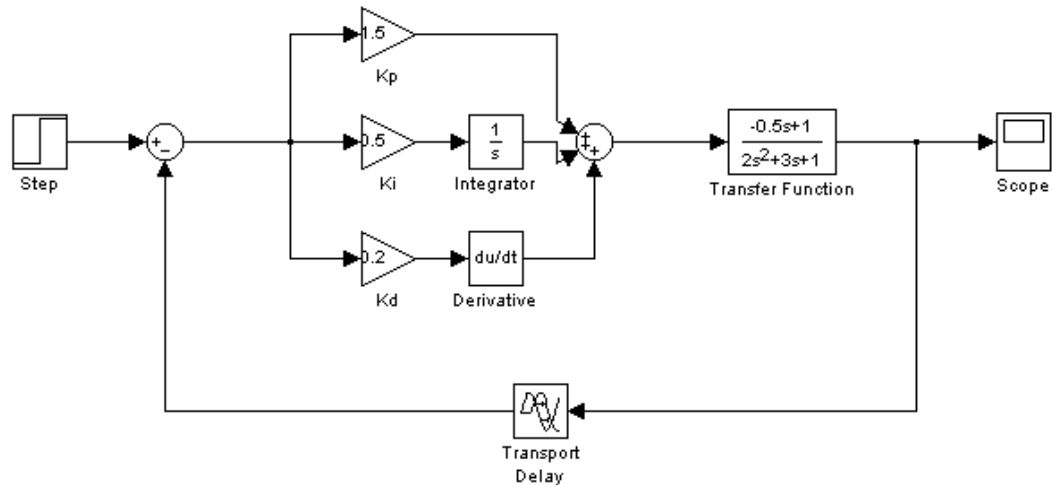 1.5
Kp
Step
+
−
0.5
Ki
1
s
Integrator
+
+
+
-0.5s+1
2s²+3s+1
Transfer Function
Scope
0.2
Kd
du/dt
Derivative
Transport
Delay